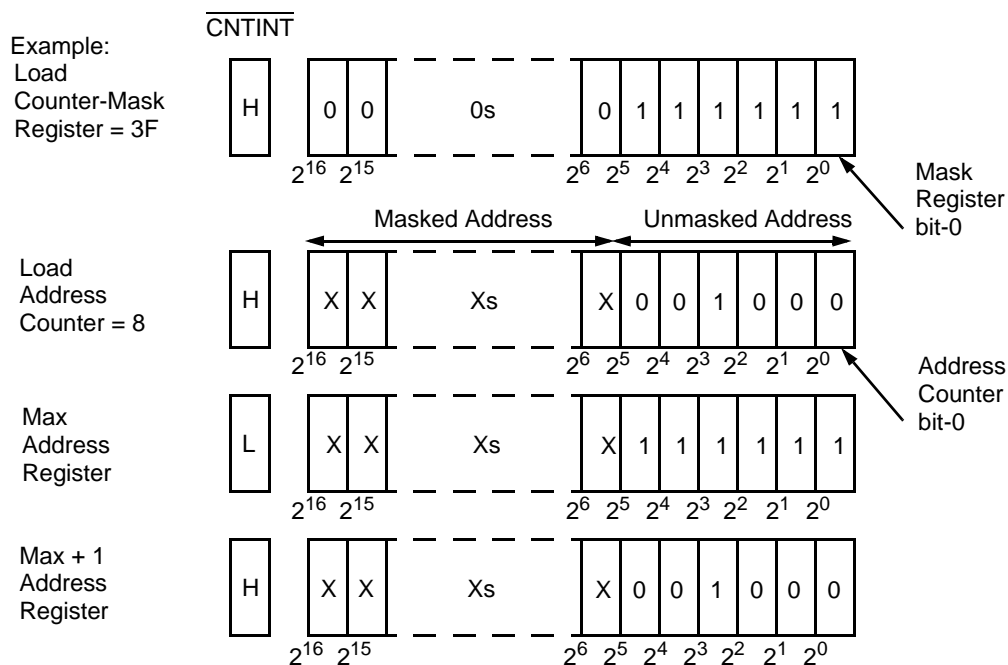 CNTINT
Example:
Load
Counter-Mask
Register = 3F
H
0 0 0s 0 1 1 1 1 1 1
2^16 2^15 2^6 2^5 2^4 2^3 2^2 2^1 2^0
Mask
Register
bit-0
Masked Address Unmasked Address
Load
Address
Counter = 8
H
X X Xs X 0 0 1 0 0 0
2^16 2^15 2^6 2^5 2^4 2^3 2^2 2^1 2^0
Address
Counter
bit-0
Max
Address
Register
L
X X Xs X 1 1 1 1 1 1
2^16 2^15 2^6 2^5 2^4 2^3 2^2 2^1 2^0
Max + 1
Address
Register
H
X X Xs X 0 0 1 0 0 0
2^16 2^15 2^6 2^5 2^4 2^3 2^2 2^1 2^0